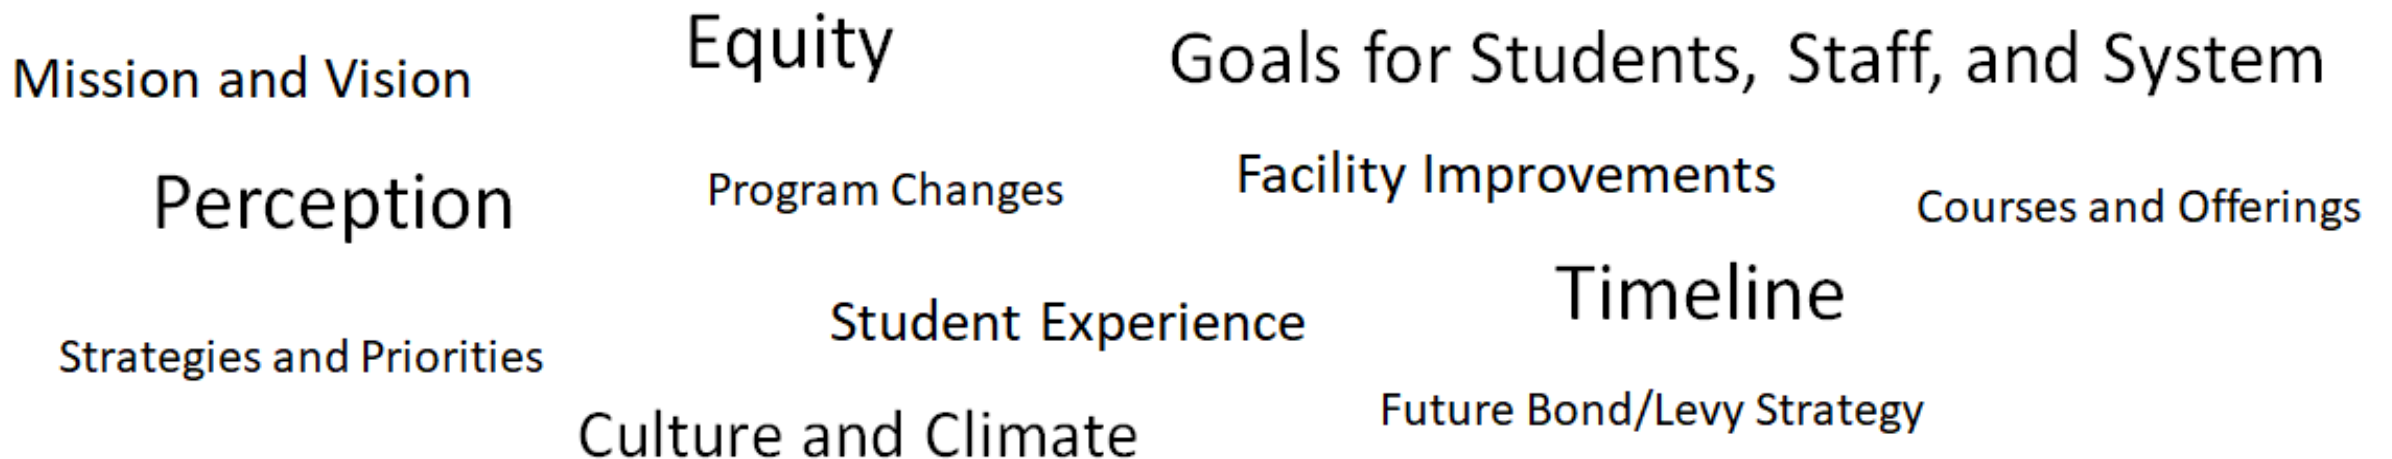 Mission and Vision
Equity
Goals for Students, Staff, and System
Perception
Program Changes
Facility Improvements
Courses and Offerings
Strategies and Priorities
Student Experience
Timeline
Culture and Climate
Future Bond/Levy Strategy